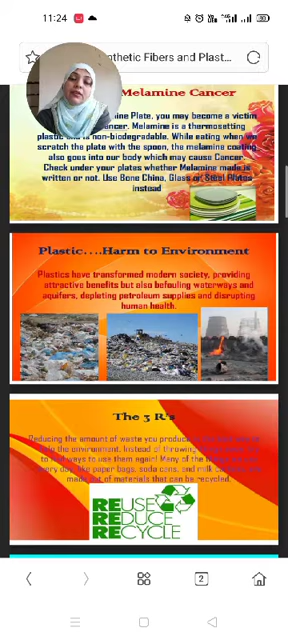 11:24
30
thetic Fibers and Plast..
Melamine Cancer
ine Plate, you may become a victim
cancer. Melamine is a thermosetting
plastic and is non-biodegradable. While eating when we
scratch the plate with the spoon, the melamine coating
also goes into our body which may cause Cancer.
Check under your plates whether Melamine made is
written or not. Use Bone China, Glass or Steel Plates
instead
Plastic....Harm to Environment
Plastics have transformed modern society, providing
attractive benefits but also befouling waterways and
aquifers, depleting petroleum supplies and disrupting
human health.
The 3 R's
Reducing the amount of waste you produce
the environment. Instead of throwing
to find ways to use them again! Many of the
every day, like paper bags, soda cans, and milk
made out of materials that can be recycled.
REUSE
REDUCE
RECYCLE
2